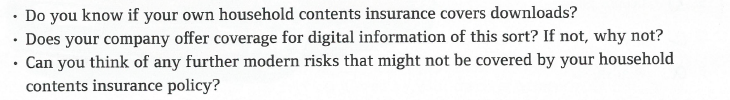 • Do you know if your own household contents insurance covers downloads?
• Does your company offer coverage for digital information of this sort? If not, why not?
• Can you think of any further modern risks that might not be covered by your household
contents insurance policy?